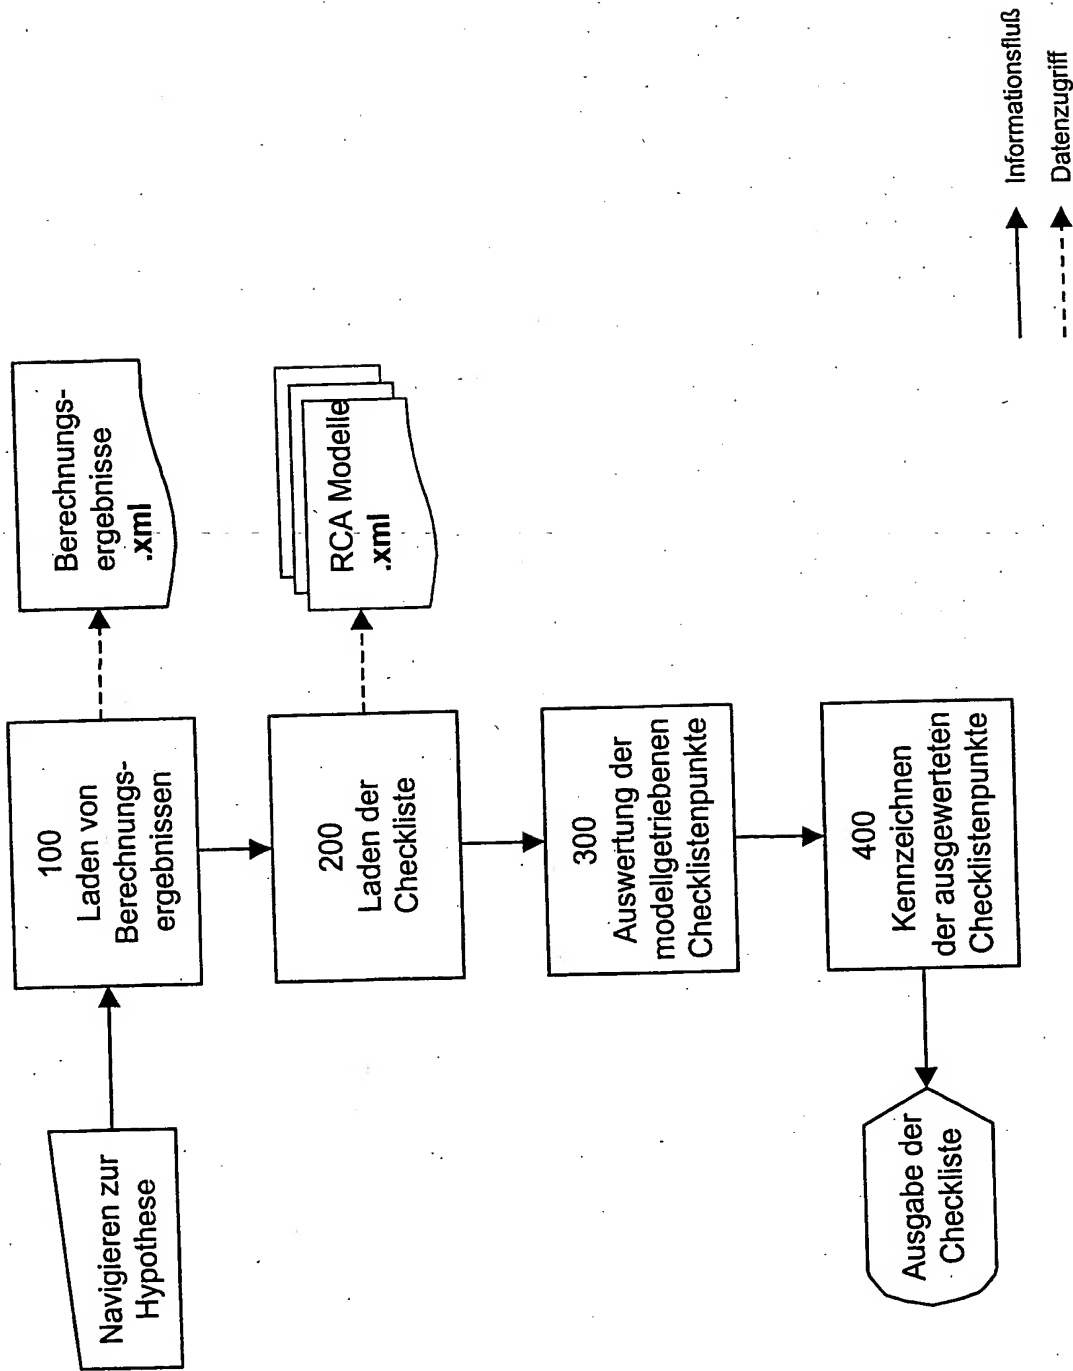 Navigieren zur
Hypothese
100
Laden von
Berechnungs-
ergebnissen
Berechnungs-
ergebnisse
.xml
200
Laden der
Checkliste
RCA Modelle
.xml
300
Auswertung der
modellgetriebenen
Checklistenpunkte
400
Kennzeichnen
der ausgewerteten
Checklistenpunkte
Ausgabe der
Checkliste
Informationsfluß
Datenzugriff